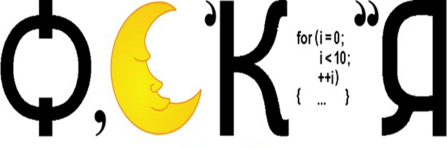 Ф,'К for (i = 0;
i < 10;
++i)
{ ... } "Я